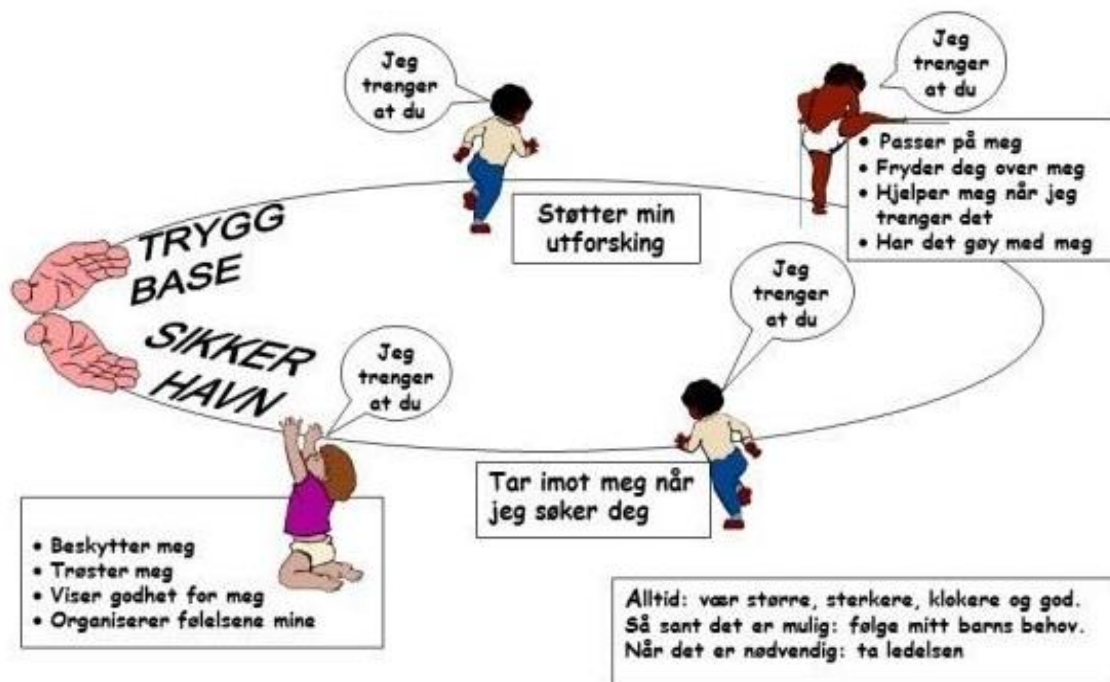 Jeg
trenger
at du
Jeg
trenger
at du
• Passer på meg
• Fryder deg over meg
• Hjelper meg når jeg
trenger det
• Har det gøy med meg
Støtter min
utforsking
TRYGG
BASE
SIKKER
HAVN
Jeg
trenger
at du
Jeg
trenger
at du
Tar imot meg når
jeg søker deg
• Beskytter meg
• Trøster meg
• Viser godhet for meg
• Organiserer følelsene mine
Alltid: vær større, sterkere, klokere og god.
Så sant det er mulig: følge mitt barns behov.
Når det er nødvendig: ta ledelsen